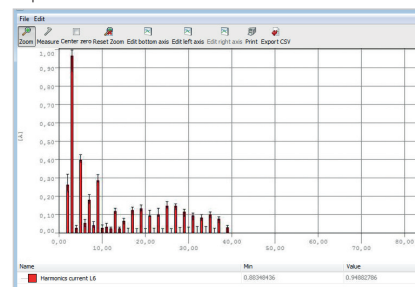 File Edit
Zoom Measure Center zero Reset Zoom Edit bottom axis Edit left axis Edit right axis Print Export CSV
1,00
0,90
0,80
0,70
0,60
[A]
0,50
0,40
0,30
0,20
0,10
0,00
0,00 10,00 20,00 30,00 40,00 50,00 60,00 70,00 80,00
Name Min Value
Harmonics current L6 0.88348436 0.94802786